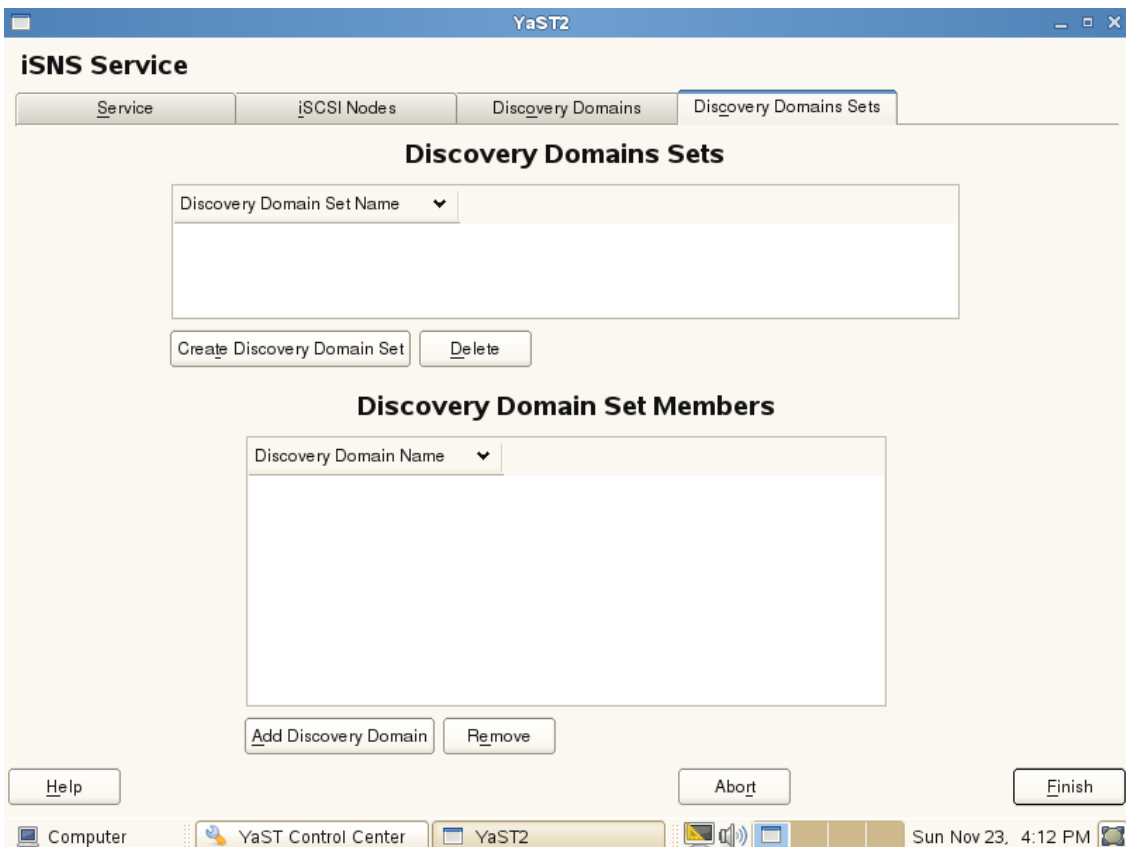 YaST2
iSNS Service
Service iSCSI Nodes Discovery Domains Discovery Domains Sets
Discovery Domains Sets
Discovery Domain Set Name
Create Discovery Domain Set Delete
Discovery Domain Set Members
Discovery Domain Name
Add Discovery Domain Remove
Help Abort Finish
Computer YaST Control Center YaST2 Sun Nov 23, 4:12 PM